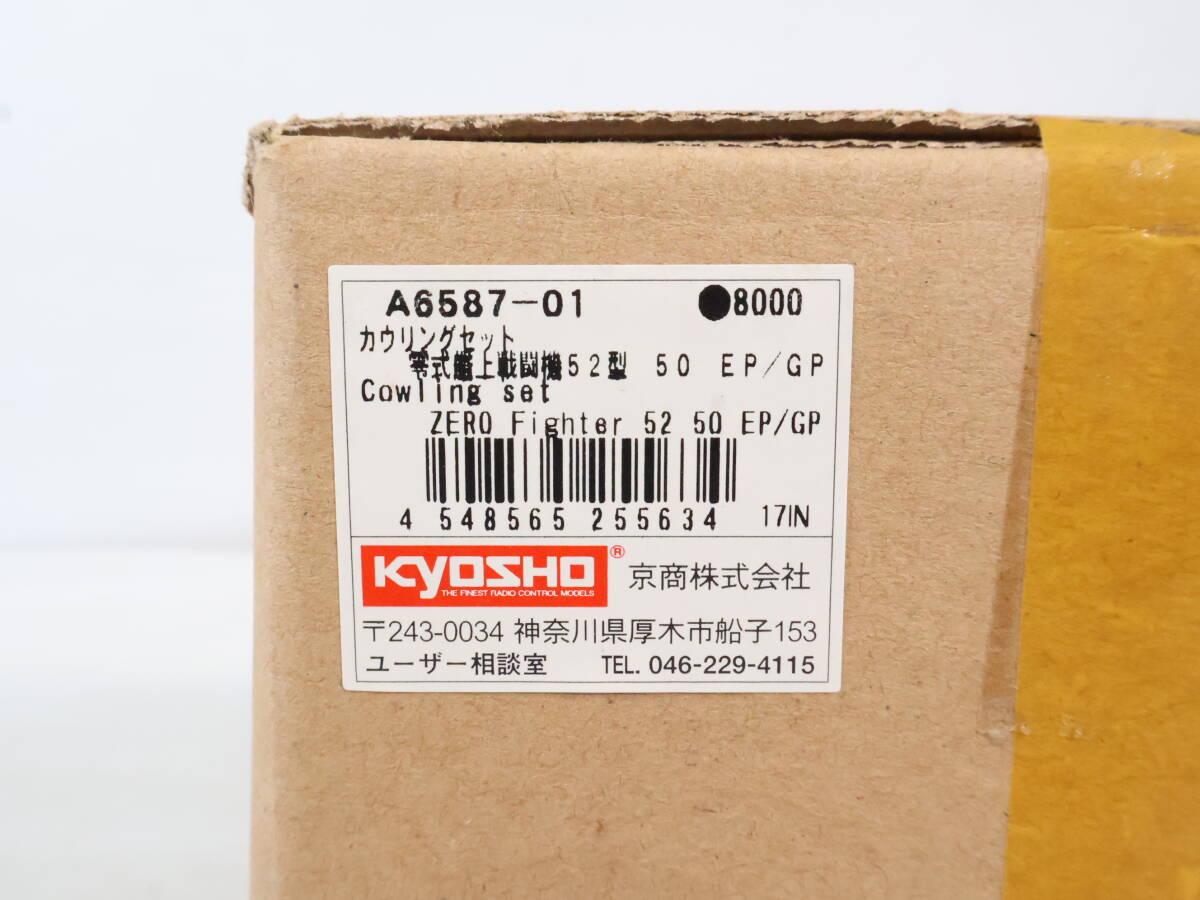 A6587-01 ●8000
カウリングセット
零式艦上戦闘機52型 50 EP/GP
Cowling set
ZERO Fighter 52 50 EP/GP
4 548565 255634 17IN
KYOSHO® 京商株式会社
THE FINEST RADIO CONTROL MODELS
〒243-0034 神奈川県厚木市船子153
ユーザー相談室 TEL. 046-229-4115